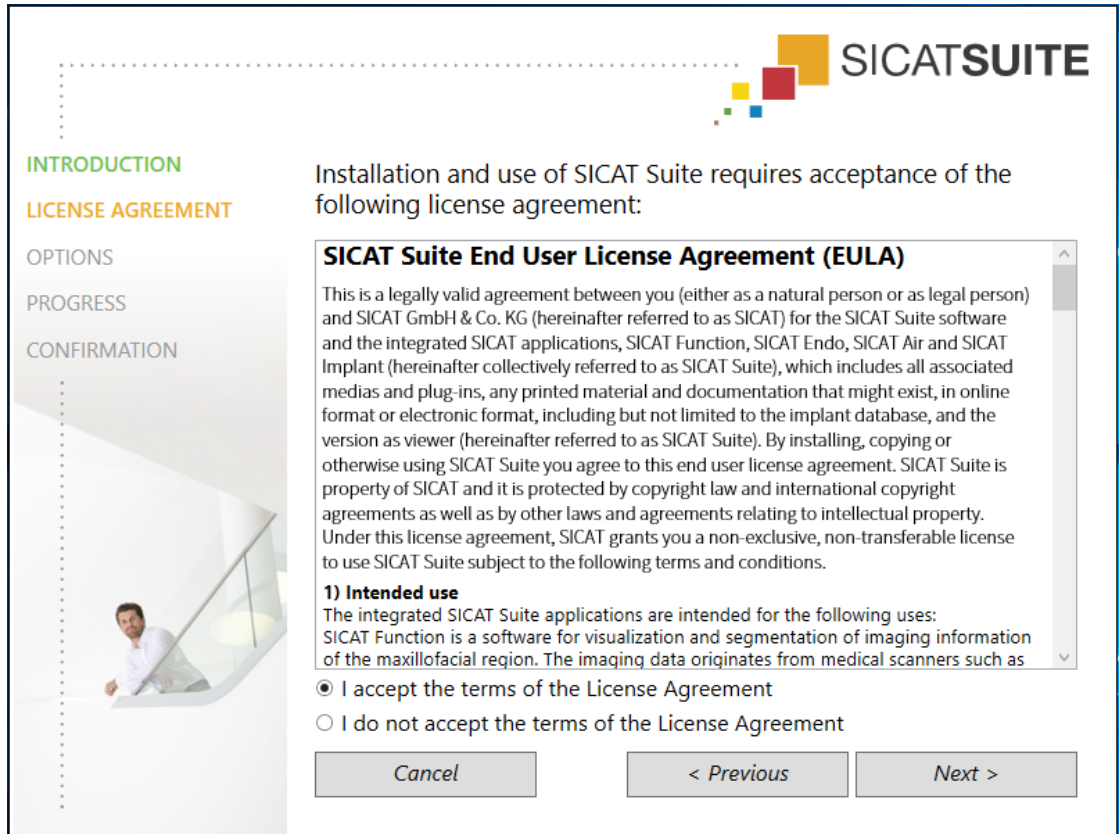 SICATSUITE
INTRODUCTION
LICENSE AGREEMENT
OPTIONS
PROGRESS
CONFIRMATION
Installation and use of SICAT Suite requires acceptance of the
following license agreement:
SICAT Suite End User License Agreement (EULA)
This is a legally valid agreement between you (either as a natural person or as legal person)
and SICAT GmbH & Co. KG (hereinafter referred to as SICAT) for the SICAT Suite software
and the integrated SICAT applications, SICAT Function, SICAT Endo, SICAT Air and SICAT
Implant (hereinafter collectively referred to as SICAT Suite), which includes all associated
medias and plug-ins, any printed material and documentation that might exist, in online
format or electronic format, including but not limited to the implant database, and the
version as viewer (hereinafter referred to as SICAT Suite). By installing, copying or
otherwise using SICAT Suite you agree to this end user license agreement. SICAT Suite is
property of SICAT and it is protected by copyright law and international copyright
agreements as well as by other laws and agreements relating to intellectual property.
Under this license agreement, SICAT grants you a non-exclusive, non-transferable license
to use SICAT Suite subject to the following terms and conditions.
1) Intended use
The integrated SICAT Suite applications are intended for the following uses:
SICAT Function is a software for visualization and segmentation of imaging information
of the maxillofacial region. The imaging data originates from medical scanners such as
I accept the terms of the License Agreement
I do not accept the terms of the License Agreement
Cancel
< Previous
Next >